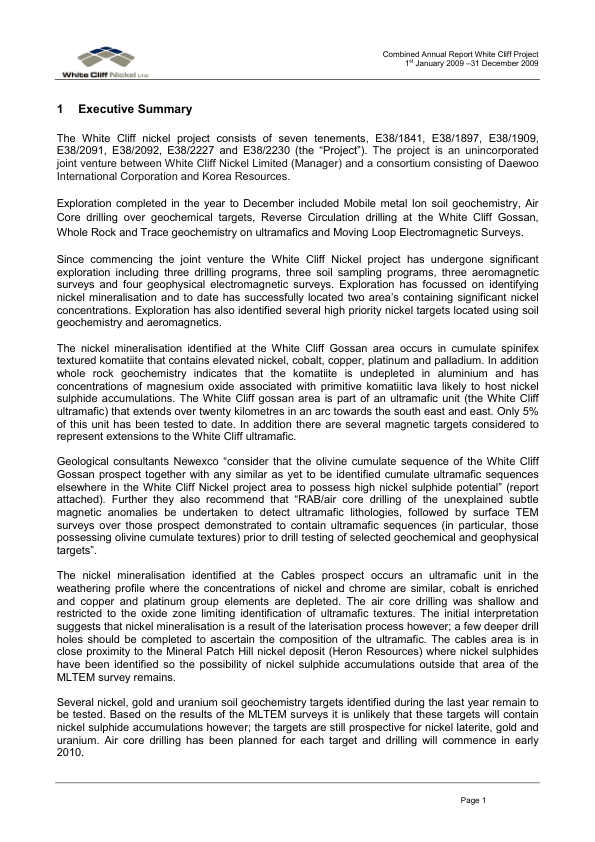 White Cliff Nickel LTD
Combined Annual Report White Cliff Project
1st January 2009 –31 December 2009
1 Executive Summary
The White Cliff nickel project consists of seven tenements, E38/1841, E38/1897, E38/1909,
E38/2091, E38/2092, E38/2227 and E38/2230 (the “Project”). The project is an unincorporated
joint venture between White Cliff Nickel Limited (Manager) and a consortium consisting of Daewoo
International Corporation and Korea Resources.
Exploration completed in the year to December included Mobile metal Ion soil geochemistry, Air
Core drilling over geochemical targets, Reverse Circulation drilling at the White Cliff Gossan,
Whole Rock and Trace geochemistry on ultramafics and Moving Loop Electromagnetic Surveys.
Since commencing the joint venture the White Cliff Nickel project has undergone significant
exploration including three drilling programs, three soil sampling programs, three aeromagnetic
surveys and four geophysical electromagnetic surveys. Exploration has focussed on identifying
nickel mineralisation and to date has successfully located two area’s containing significant nickel
concentrations. Exploration has also identified several high priority nickel targets located using soil
geochemistry and aeromagnetics.
The nickel mineralisation identified at the White Cliff Gossan area occurs in cumulate spinifex
textured komatiite that contains elevated nickel, cobalt, copper, platinum and palladium. In addition
whole rock geochemistry indicates that the komatiite is undepleted in aluminium and has
concentrations of magnesium oxide associated with primitive komatiitic lava likely to host nickel
sulphide accumulations. The White Cliff gossan area is part of an ultramafic unit (the White Cliff
ultramafic) that extends over twenty kilometres in an arc towards the south east and east. Only 5%
of this unit has been tested to date. In addition there are several magnetic targets considered to
represent extensions to the White Cliff ultramafic.
Geological consultants Newexco “consider that the olivine cumulate sequence of the White Cliff
Gossan prospect together with any similar as yet to be identified cumulate ultramafic sequences
elsewhere in the White Cliff Nickel project area to possess high nickel sulphide potential” (report
attached). Further they also recommend that “RAB/air core drilling of the unexplained subtle
magnetic anomalies be undertaken to detect ultramafic lithologies, followed by surface TEM
surveys over those prospect demonstrated to contain ultramafic sequences (in particular, those
possessing olivine cumulate textures) prior to drill testing of selected geochemical and geophysical
targets”.
The nickel mineralisation identified at the Cables prospect occurs an ultramafic unit in the
weathering profile where the concentrations of nickel and chrome are similar, cobalt is enriched
and copper and platinum group elements are depleted. The air core drilling was shallow and
restricted to the oxide zone limiting identification of ultramafic textures. The initial interpretation
suggests that nickel mineralisation is a result of the laterisation process however; a few deeper drill
holes should be completed to ascertain the composition of the ultramafic. The cables area is in
close proximity to the Mineral Patch Hill nickel deposit (Heron Resources) where nickel sulphides
have been identified so the possibility of nickel sulphide accumulations outside that area of the
MLTEM survey remains.
Several nickel, gold and uranium soil geochemistry targets identified during the last year remain to
be tested. Based on the results of the MLTEM surveys it is unlikely that these targets will contain
nickel sulphide accumulations however; the targets are still prospective for nickel laterite, gold and
uranium. Air core drilling has been planned for each target and drilling will commence in early
2010.
Page 1